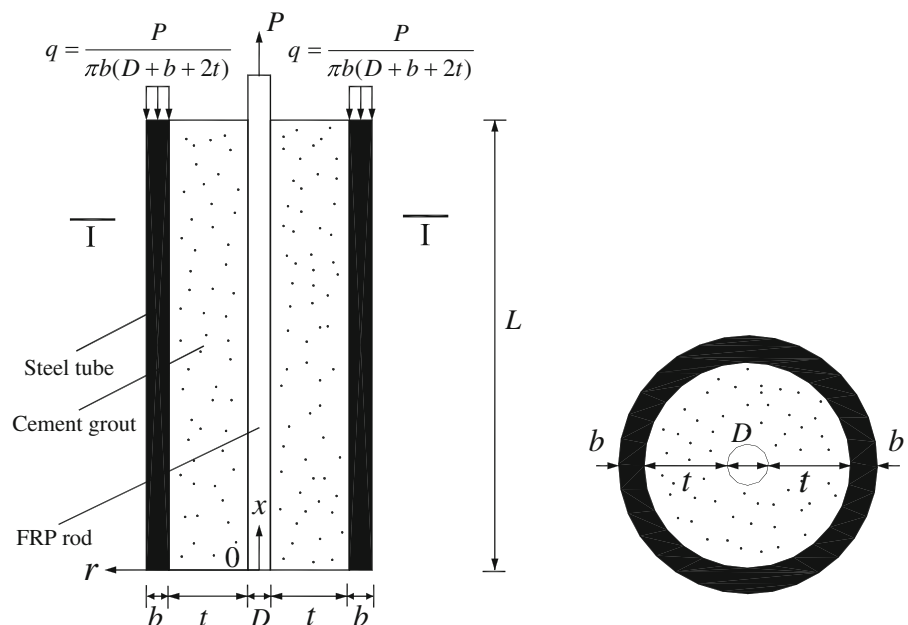 P
q = P / πb(D + b + 2t)
q = P / πb(D + b + 2t)
I
I
L
Steel tube
Cement grout
FRP rod
x
0
r
b
t
D
t
b
b
D
b
t
t